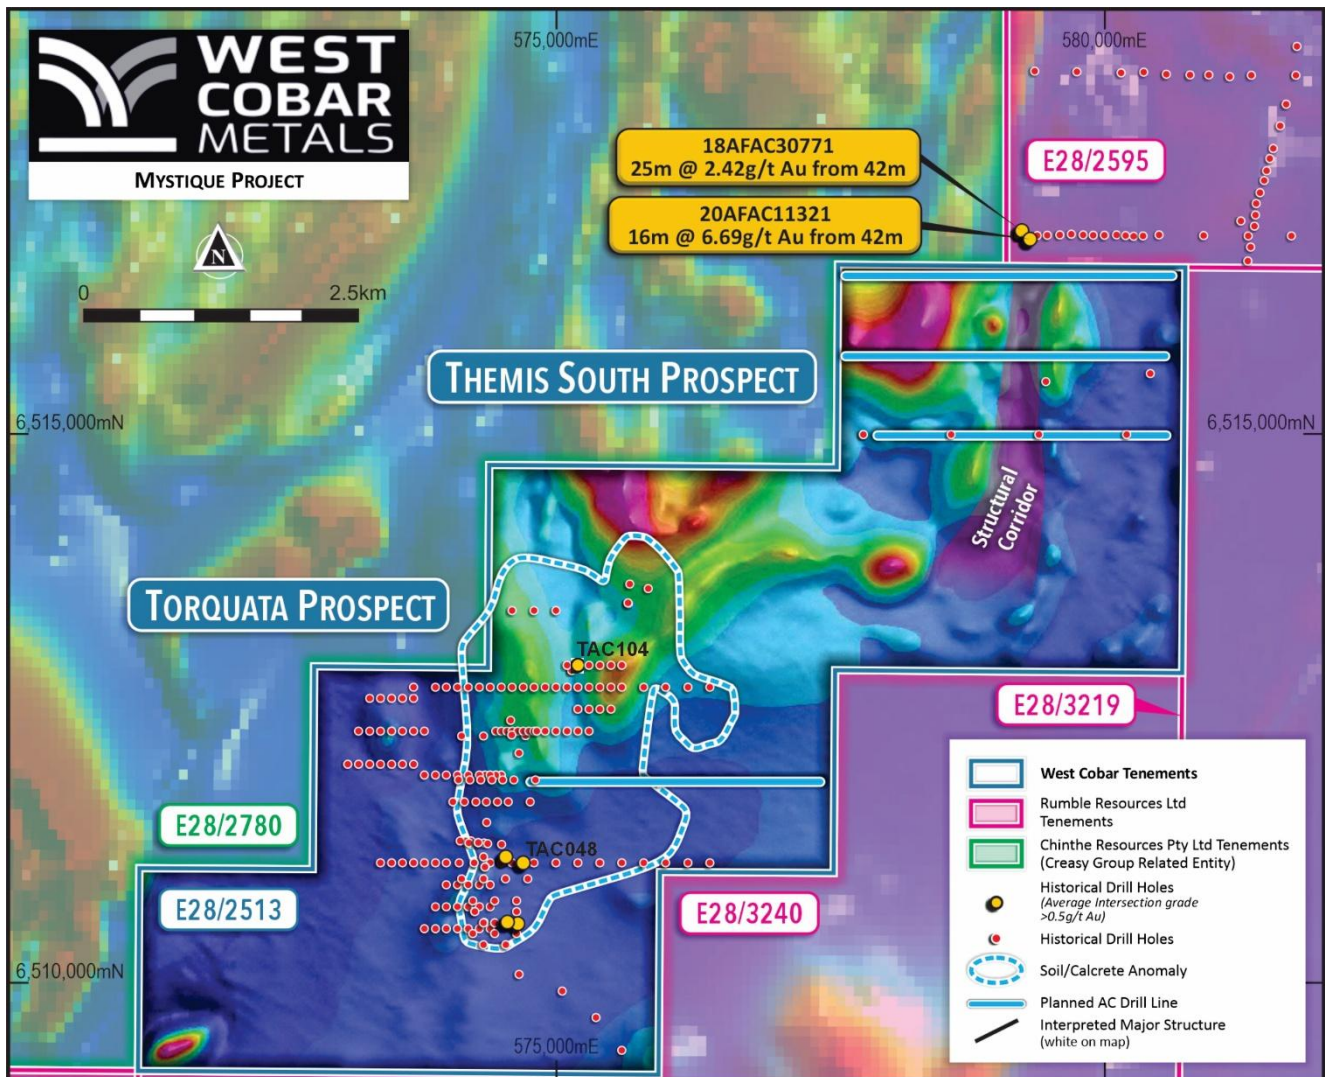 WEST
COBAR
METALS
MYSTIQUE PROJECT
N
0 2.5km
575,000mE
580,000mE
18AFAC30771
25m @ 2.42g/t Au from 42m
20AFAC11321
16m @ 6.69g/t Au from 42m
E28/2595
THEMIS SOUTH PROSPECT
6,515,000mN
6,515,000mN
Structural
Corridor
TORQUATA PROSPECT
TAC104
E28/3219
E28/2780
TAC048
E28/2513
E28/3240
6,510,000mN
575,000mE
West Cobar Tenements
Rumble Resources Ltd
Tenements
Chinthe Resources Pty Ltd Tenements
(Creasy Group Related Entity)
Historical Drill Holes
(Average Intersection grade
>0.5g/t Au)
Historical Drill Holes
Soil/Calcrete Anomaly
Planned AC Drill Line
Interpreted Major Structure
(white on map)